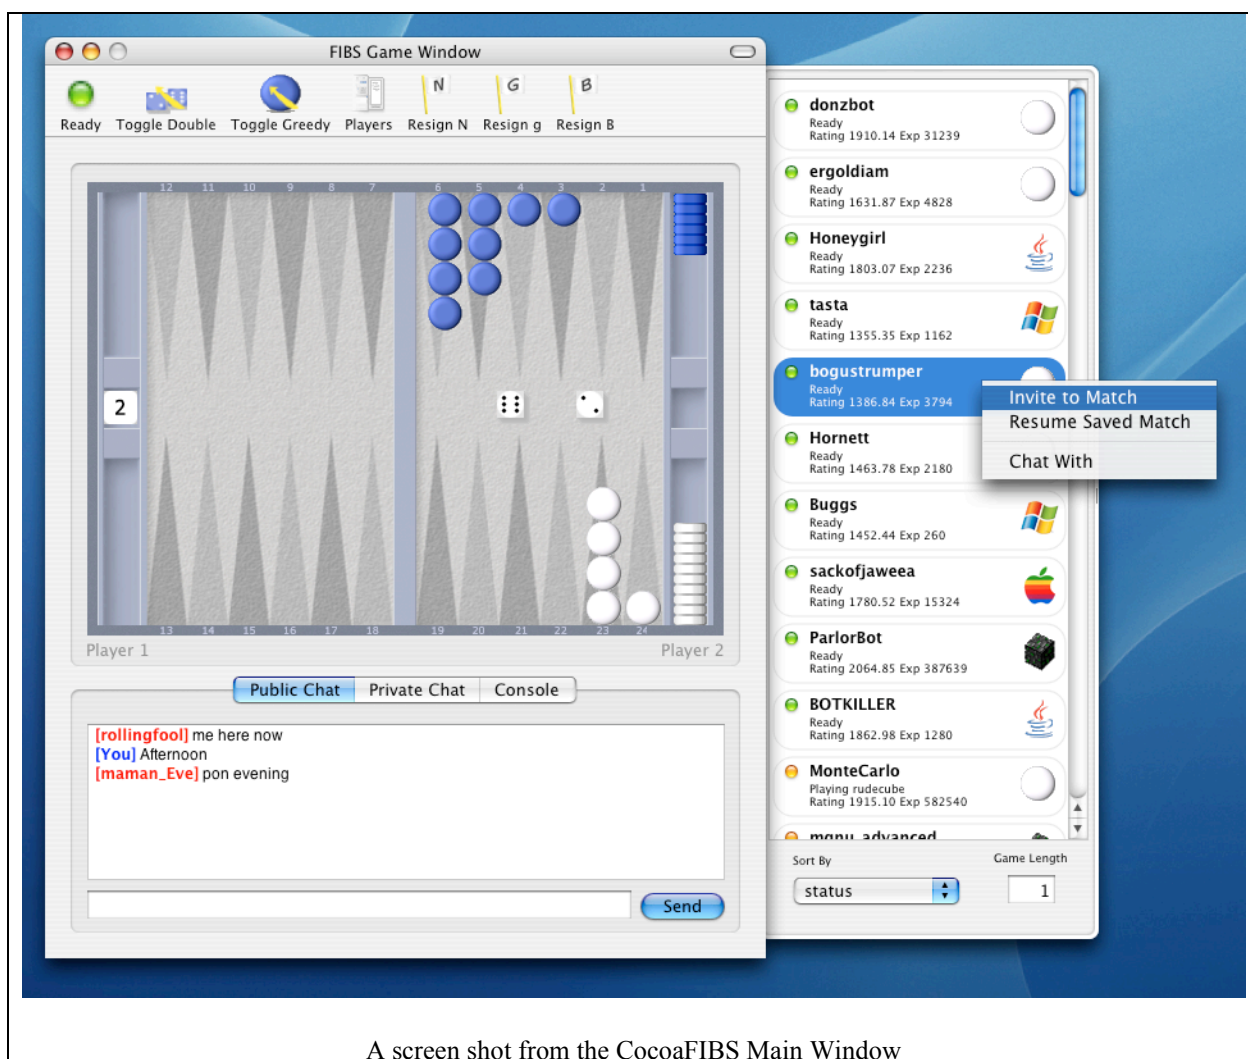 FIBS Game Window
Ready Toggle Double Toggle Greedy Players Resign N Resign g Resign B
N G B
12 11 10 9 8 7 6 5 4 3 2 1
2
13 14 15 16 17 18 19 20 21 22 23 24
Player 1 Player 2
Public Chat Private Chat Console
[rollingfool] me here now
[You] Afternoon
[maman_Eve] pon evening
Send
donzbot
Ready
Rating 1910.14 Exp 31239
ergoldiam
Ready
Rating 1631.87 Exp 4828
Honeygirl
Ready
Rating 1803.07 Exp 2236
tasta
Ready
Rating 1355.35 Exp 1162
bogustrumper
Ready
Rating 1386.84 Exp 3794
Invite to Match
Resume Saved Match
Chat With
Hornett
Ready
Rating 1463.78 Exp 2180
Buggs
Ready
Rating 1452.44 Exp 260
sackofjaweea
Ready
Rating 1780.52 Exp 15324
ParlorBot
Ready
Rating 2064.85 Exp 387639
BOTKILLER
Ready
Rating 1862.98 Exp 1280
MonteCarlo
Playing rudecube
Rating 1915.10 Exp 582540
mgnu_advanced
Sort By Game Length
status 1
A screen shot from the CocoaFIBS Main Window